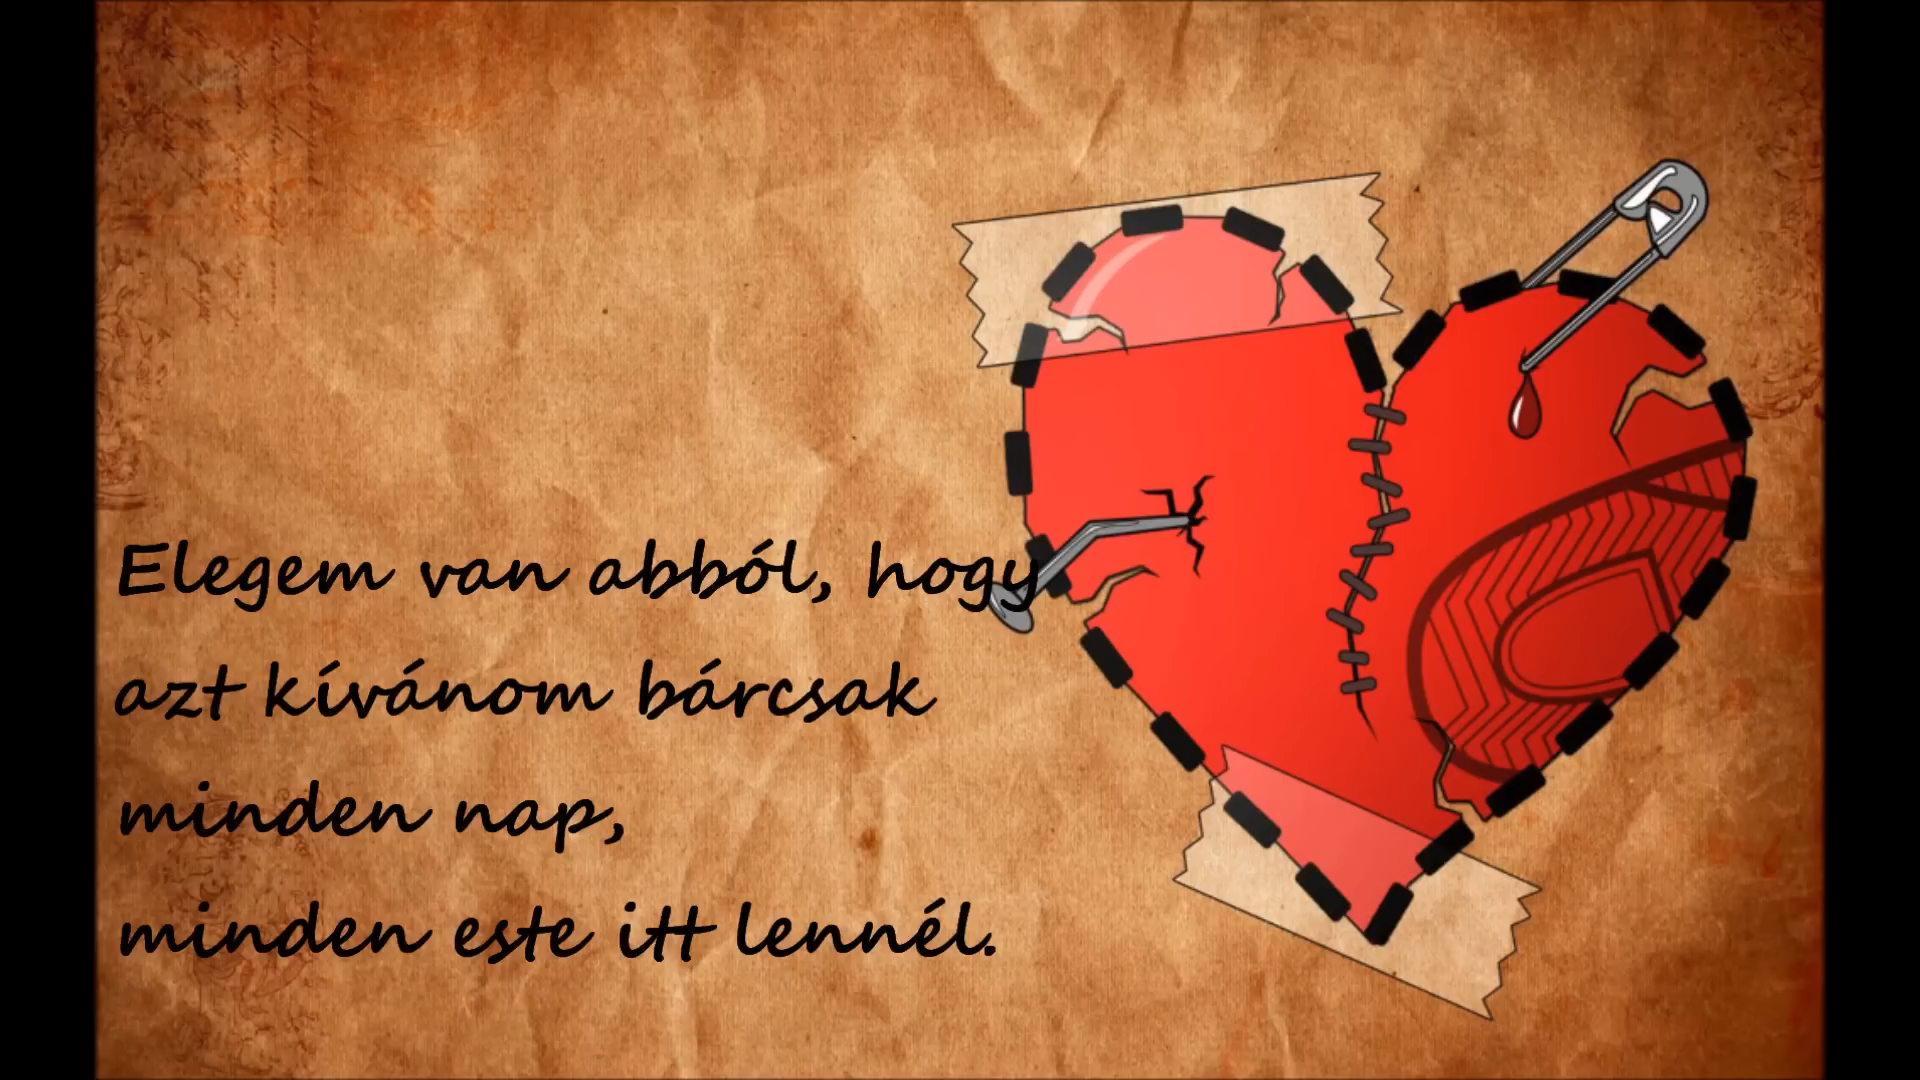 Elegem van abból, hogy
azt kívánom bárcsak
minden nap,
minden este itt lennél.